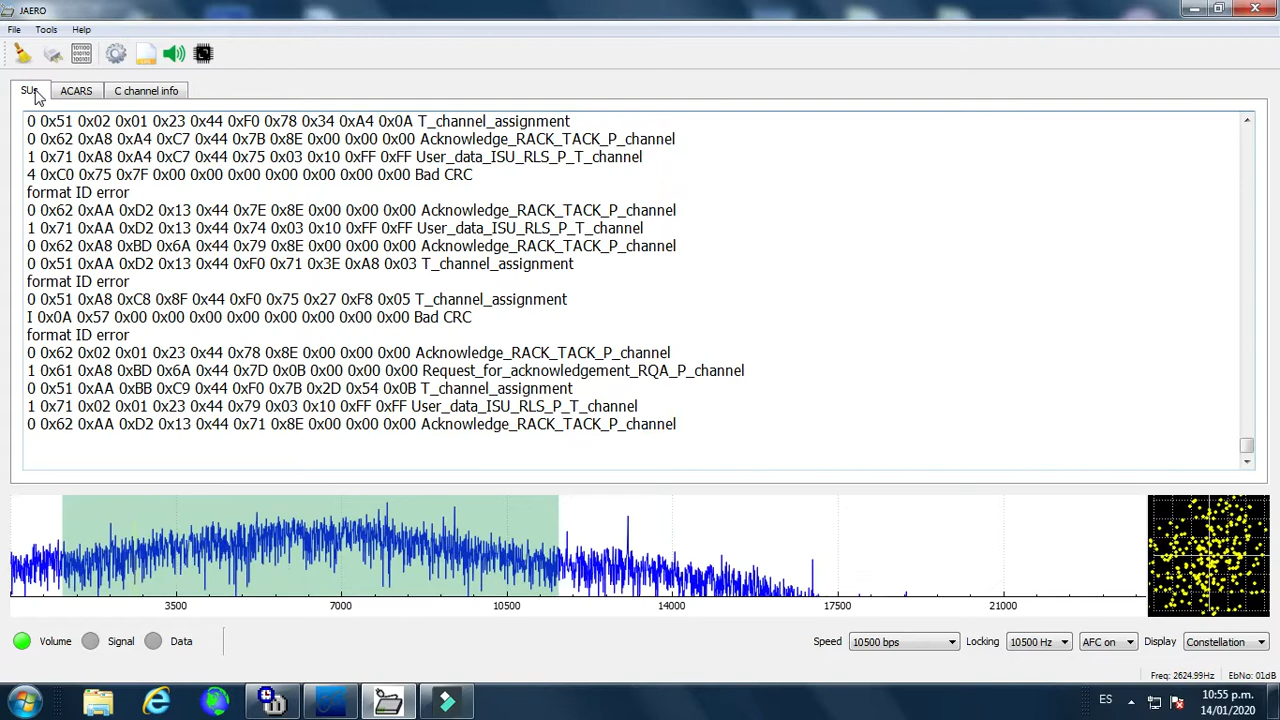 JAERO
File Tools Help
SUs ACARS C channel info
0 0x51 0x02 0x01 0x23 0x44 0xF0 0x78 0x34 0xA4 0x0A T_channel_assignment
0 0x62 0xA8 0xA4 0xC7 0x44 0x7B 0x8E 0x00 0x00 0x00 Acknowledge_RACK_TACK_P_channel
1 0x71 0xA8 0xA4 0xC7 0x44 0x75 0x03 0x10 0xFF 0xFF User_data_ISU_RLS_P_T_channel
4 0xC0 0x75 0x7F 0x00 0x00 0x00 0x00 0x00 0x00 0x00 Bad CRC
format ID error
0 0x62 0xAA 0xD2 0x13 0x44 0x7E 0x8E 0x00 0x00 0x00 Acknowledge_RACK_TACK_P_channel
1 0x71 0xAA 0xD2 0x13 0x44 0x74 0x03 0x10 0xFF 0xFF User_data_ISU_RLS_P_T_channel
0 0x62 0xA8 0xBD 0x6A 0x44 0x79 0x8E 0x00 0x00 0x00 Acknowledge_RACK_TACK_P_channel
0 0x51 0xAA 0xD2 0x13 0x44 0xF0 0x71 0x3E 0xA8 0x03 T_channel_assignment
format ID error
0 0x51 0xA8 0xC8 0x8F 0x44 0xF0 0x75 0x27 0xF8 0x05 T_channel_assignment
I 0x0A 0x57 0x00 0x00 0x00 0x00 0x00 0x00 0x00 0x00 Bad CRC
format ID error
0 0x62 0x02 0x01 0x23 0x44 0x78 0x8E 0x00 0x00 0x00 Acknowledge_RACK_TACK_P_channel
1 0x61 0xA8 0xBD 0x6A 0x44 0x7D 0x0B 0x00 0x00 0x00 Request_for_acknowledgement_RQA_P_channel
0 0x51 0xAA 0xBB 0xC9 0x44 0xF0 0x7B 0x2D 0x54 0x0B T_channel_assignment
1 0x71 0x02 0x01 0x23 0x44 0x79 0x03 0x10 0xFF 0xFF User_data_ISU_RLS_P_T_channel
0 0x62 0xAA 0xD2 0x13 0x44 0x71 0x8E 0x00 0x00 0x00 Acknowledge_RACK_TACK_P_channel
3500 7000 10500 14000 17500 21000
Volume Signal Data Speed 10500 bps Locking 10500 Hz AFC on Display Constellation
Freq: 2624.99Hz EbNo: 01dB
ES 10:55 p.m.
14/01/2020